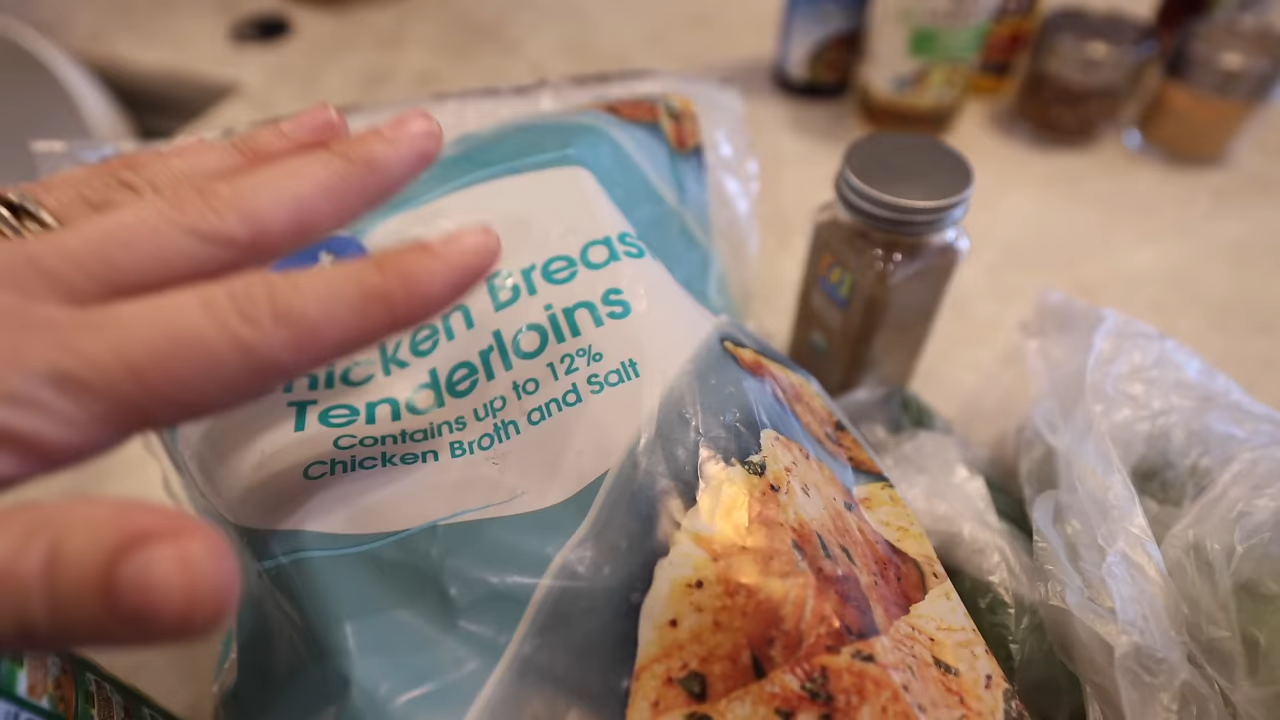 hicken Breas
Tenderloins
Contains up to 12%
Chicken Broth and Salt